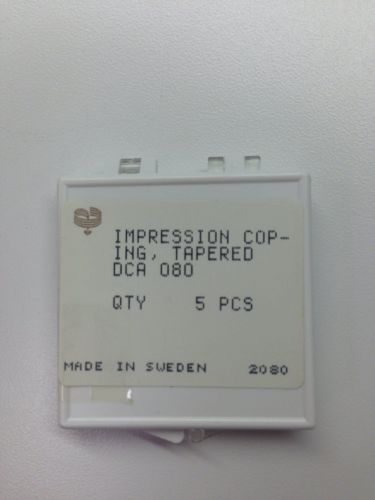 IMPRESSION COP-
ING, TAPERED
DCA 080
QTY 5 PCS
MADE IN SWEDEN 2080